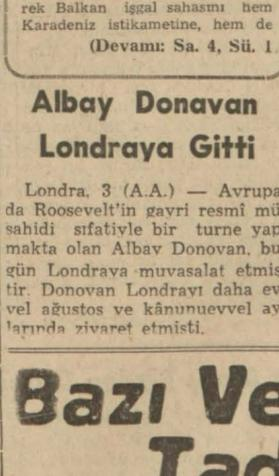 rek Balkan işgal sahasını hem
Karadeniz istikametine, hem de
(Devamı: Sa. 4, Sü. 1
Albay Donavan
Londraya Gitti
Londra, 3 (A.A.) — Avrupa
da Roosevelt'in gayri resmî mü
şahidi sıfatiyle bir turne yap
makta olan Albay Donovan, bu
gün Londraya muvasalat etmiş
tir. Donovan Londrayı daha ev
vel ağustos ve kânunuevvel ay
larında ziyaret etmişti.
Bazı Ve